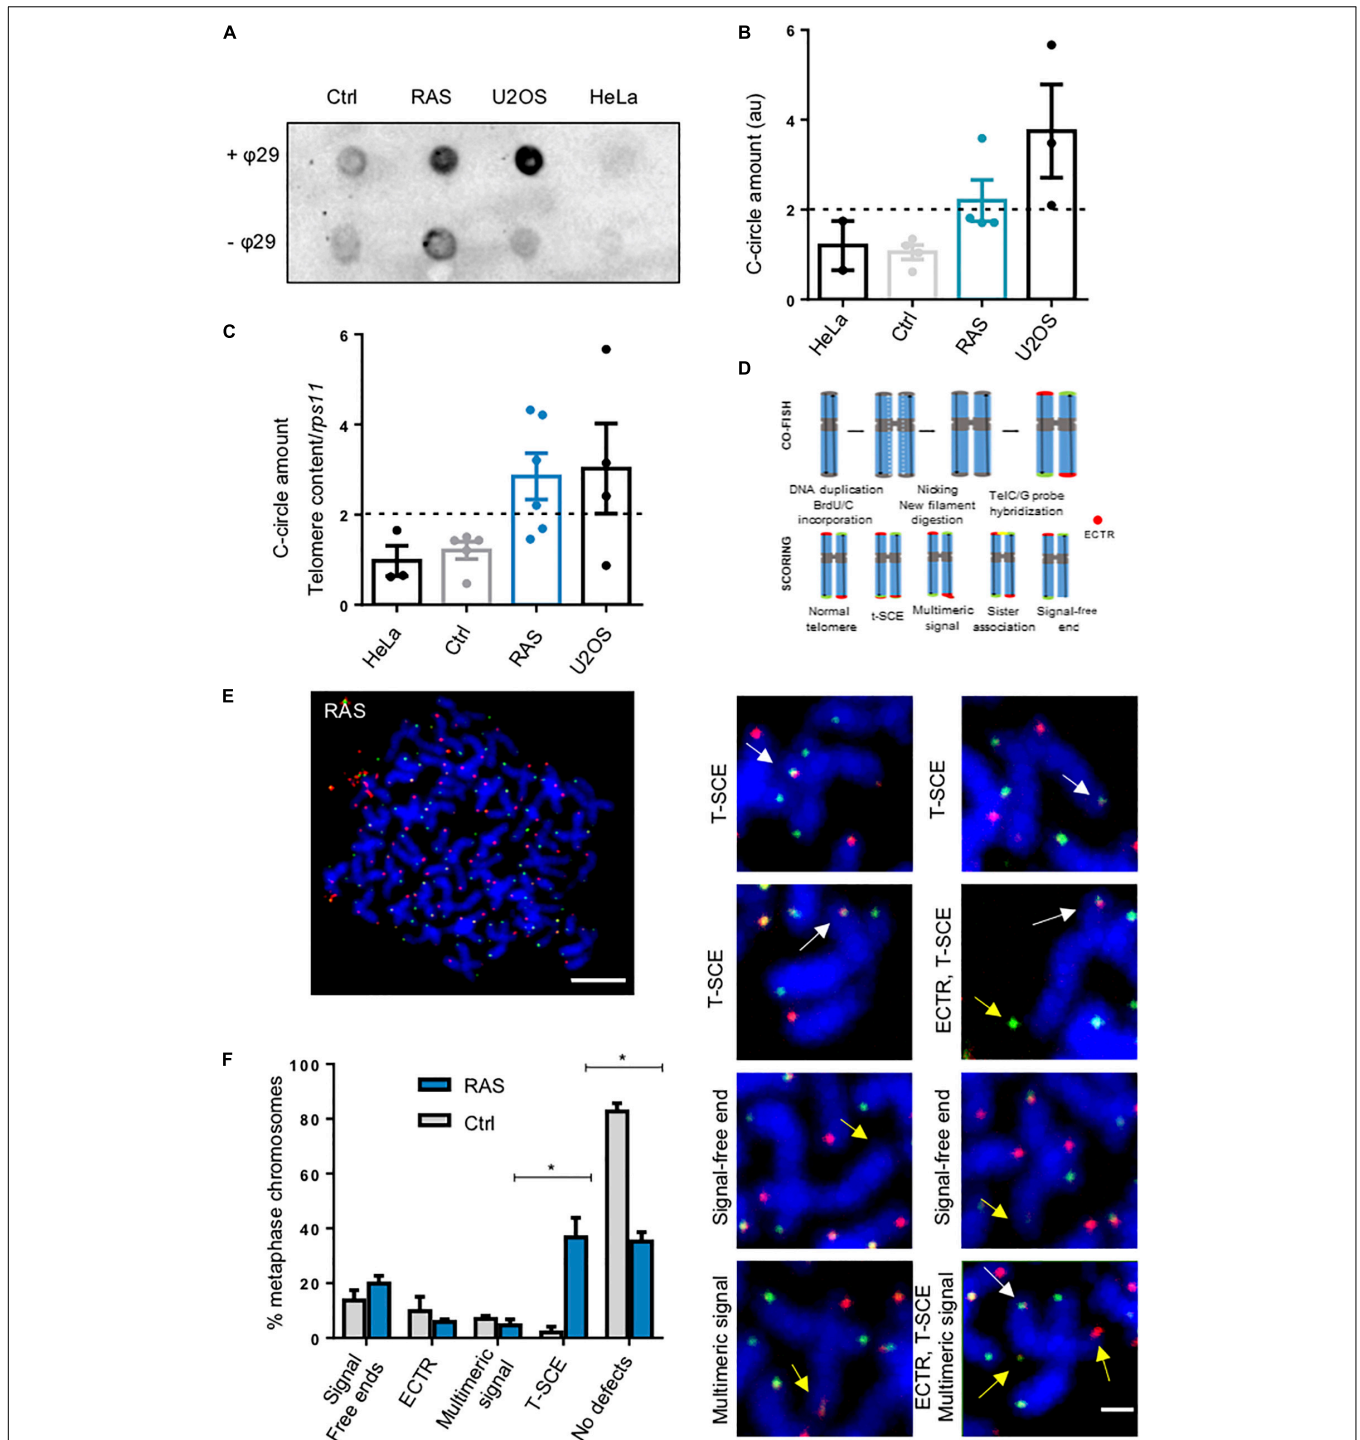 A
Ctrl RAS U2OS HeLa
+ φ29
- φ29
B
C-circle amount (au)
6
4
2
0
HeLa
Ctrl
RAS
U2OS
C
C-circle amount
Telomere content/rps11
6
4
2
0
HeLa
Ctrl
RAS
U2OS
D
CO-FISH
DNA duplication
BrdU/C
incorporation
Nicking
New filament
digestion
TelC/G probe
hybridization
ECTR
SCORING
Normal
telomere
t-SCE
Multimeric
signal
Sister
association
Signal-free
end
E
RAS
T-SCE
T-SCE
T-SCE
ECTR, T-SCE
Signal-free end
Signal-free end
Multimeric signal
ECTR, T-SCE
Multimeric signal
F
% metaphase chromosomes
100
80
60
40
20
0
RAS
Ctrl
*
*
Signal
Free ends
ECTR
Multimeric
signal
T-SCE
No defects